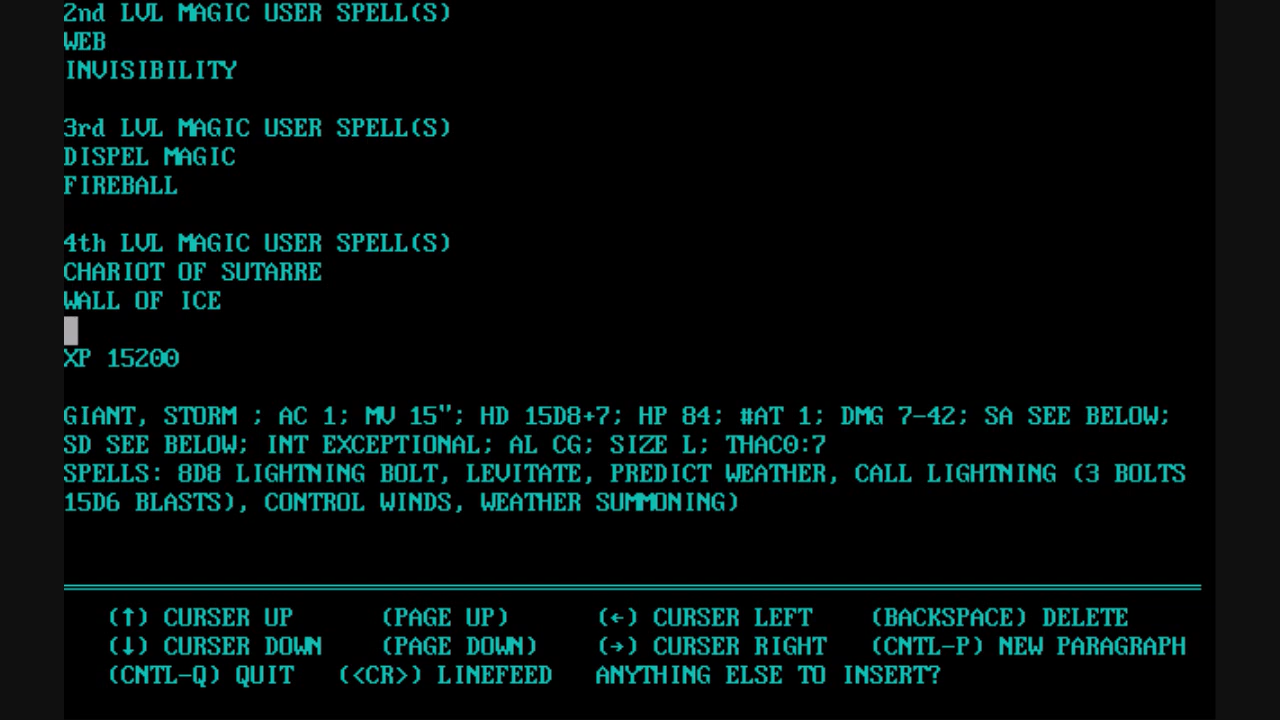 2nd LVL MAGIC USER SPELL(S)
WEB
INVISIBILITY
3rd LVL MAGIC USER SPELL(S)
DISPEL MAGIC
FIREBALL
4th LVL MAGIC USER SPELL(S)
CHARIOT OF SUTARRE
WALL OF ICE
XP 15200
GIANT, STORM ; AC 1; MV 15"; HD 15D8+7; HP 84; #AT 1; DMG 7-42; SA SEE BELOW;
SD SEE BELOW; INT EXCEPTIONAL; AL CG; SIZE L; THAC0:7
SPELLS: 8D8 LIGHTNING BOLT, LEVITATE, PREDICT WEATHER, CALL LIGHTNING (3 BOLTS
15D6 BLASTS), CONTROL WINDS, WEATHER SUMMONING)
(↑) CURSER UP (PAGE UP) (←) CURSER LEFT (BACKSPACE) DELETE
(↓) CURSER DOWN (PAGE DOWN) (→) CURSER RIGHT (CNTL-P) NEW PARAGRAPH
(CNTL-Q) QUIT (<CR>) LINEFEED ANYTHING ELSE TO INSERT?